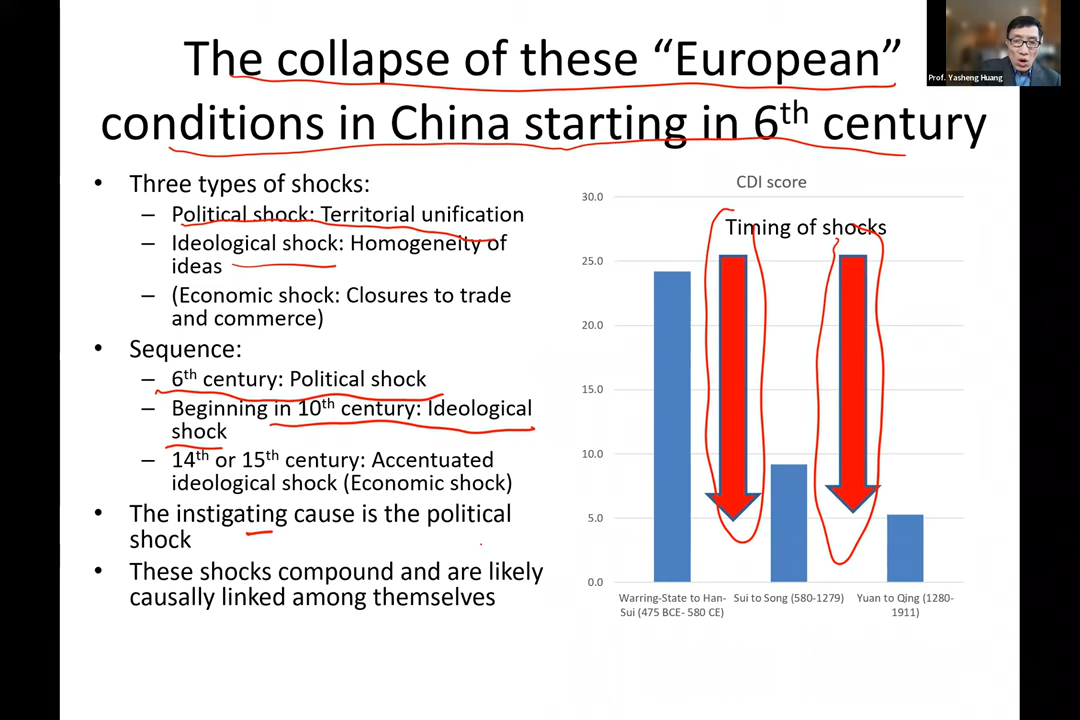 The collapse of these “European”
conditions in China starting in 6th century
Prof. Yasheng Huang
• Three types of shocks:
– Political shock: Territorial unification
– Ideological shock: Homogeneity of
ideas
– (Economic shock: Closures to trade
and commerce)
• Sequence:
– 6th century: Political shock
– Beginning in 10th century: Ideological
shock
– 14th or 15th century: Accentuated
ideological shock (Economic shock)
• The instigating cause is the political
shock
• These shocks compound and are likely
causally linked among themselves
CDI score
Timing of shocks
30.0
25.0
20.0
15.0
10.0
5.0
0.0
Warring-State to Han-
Sui (475 BCE- 580 CE)
Sui to Song (580-1279)
Yuan to Qing (1280-
1911)